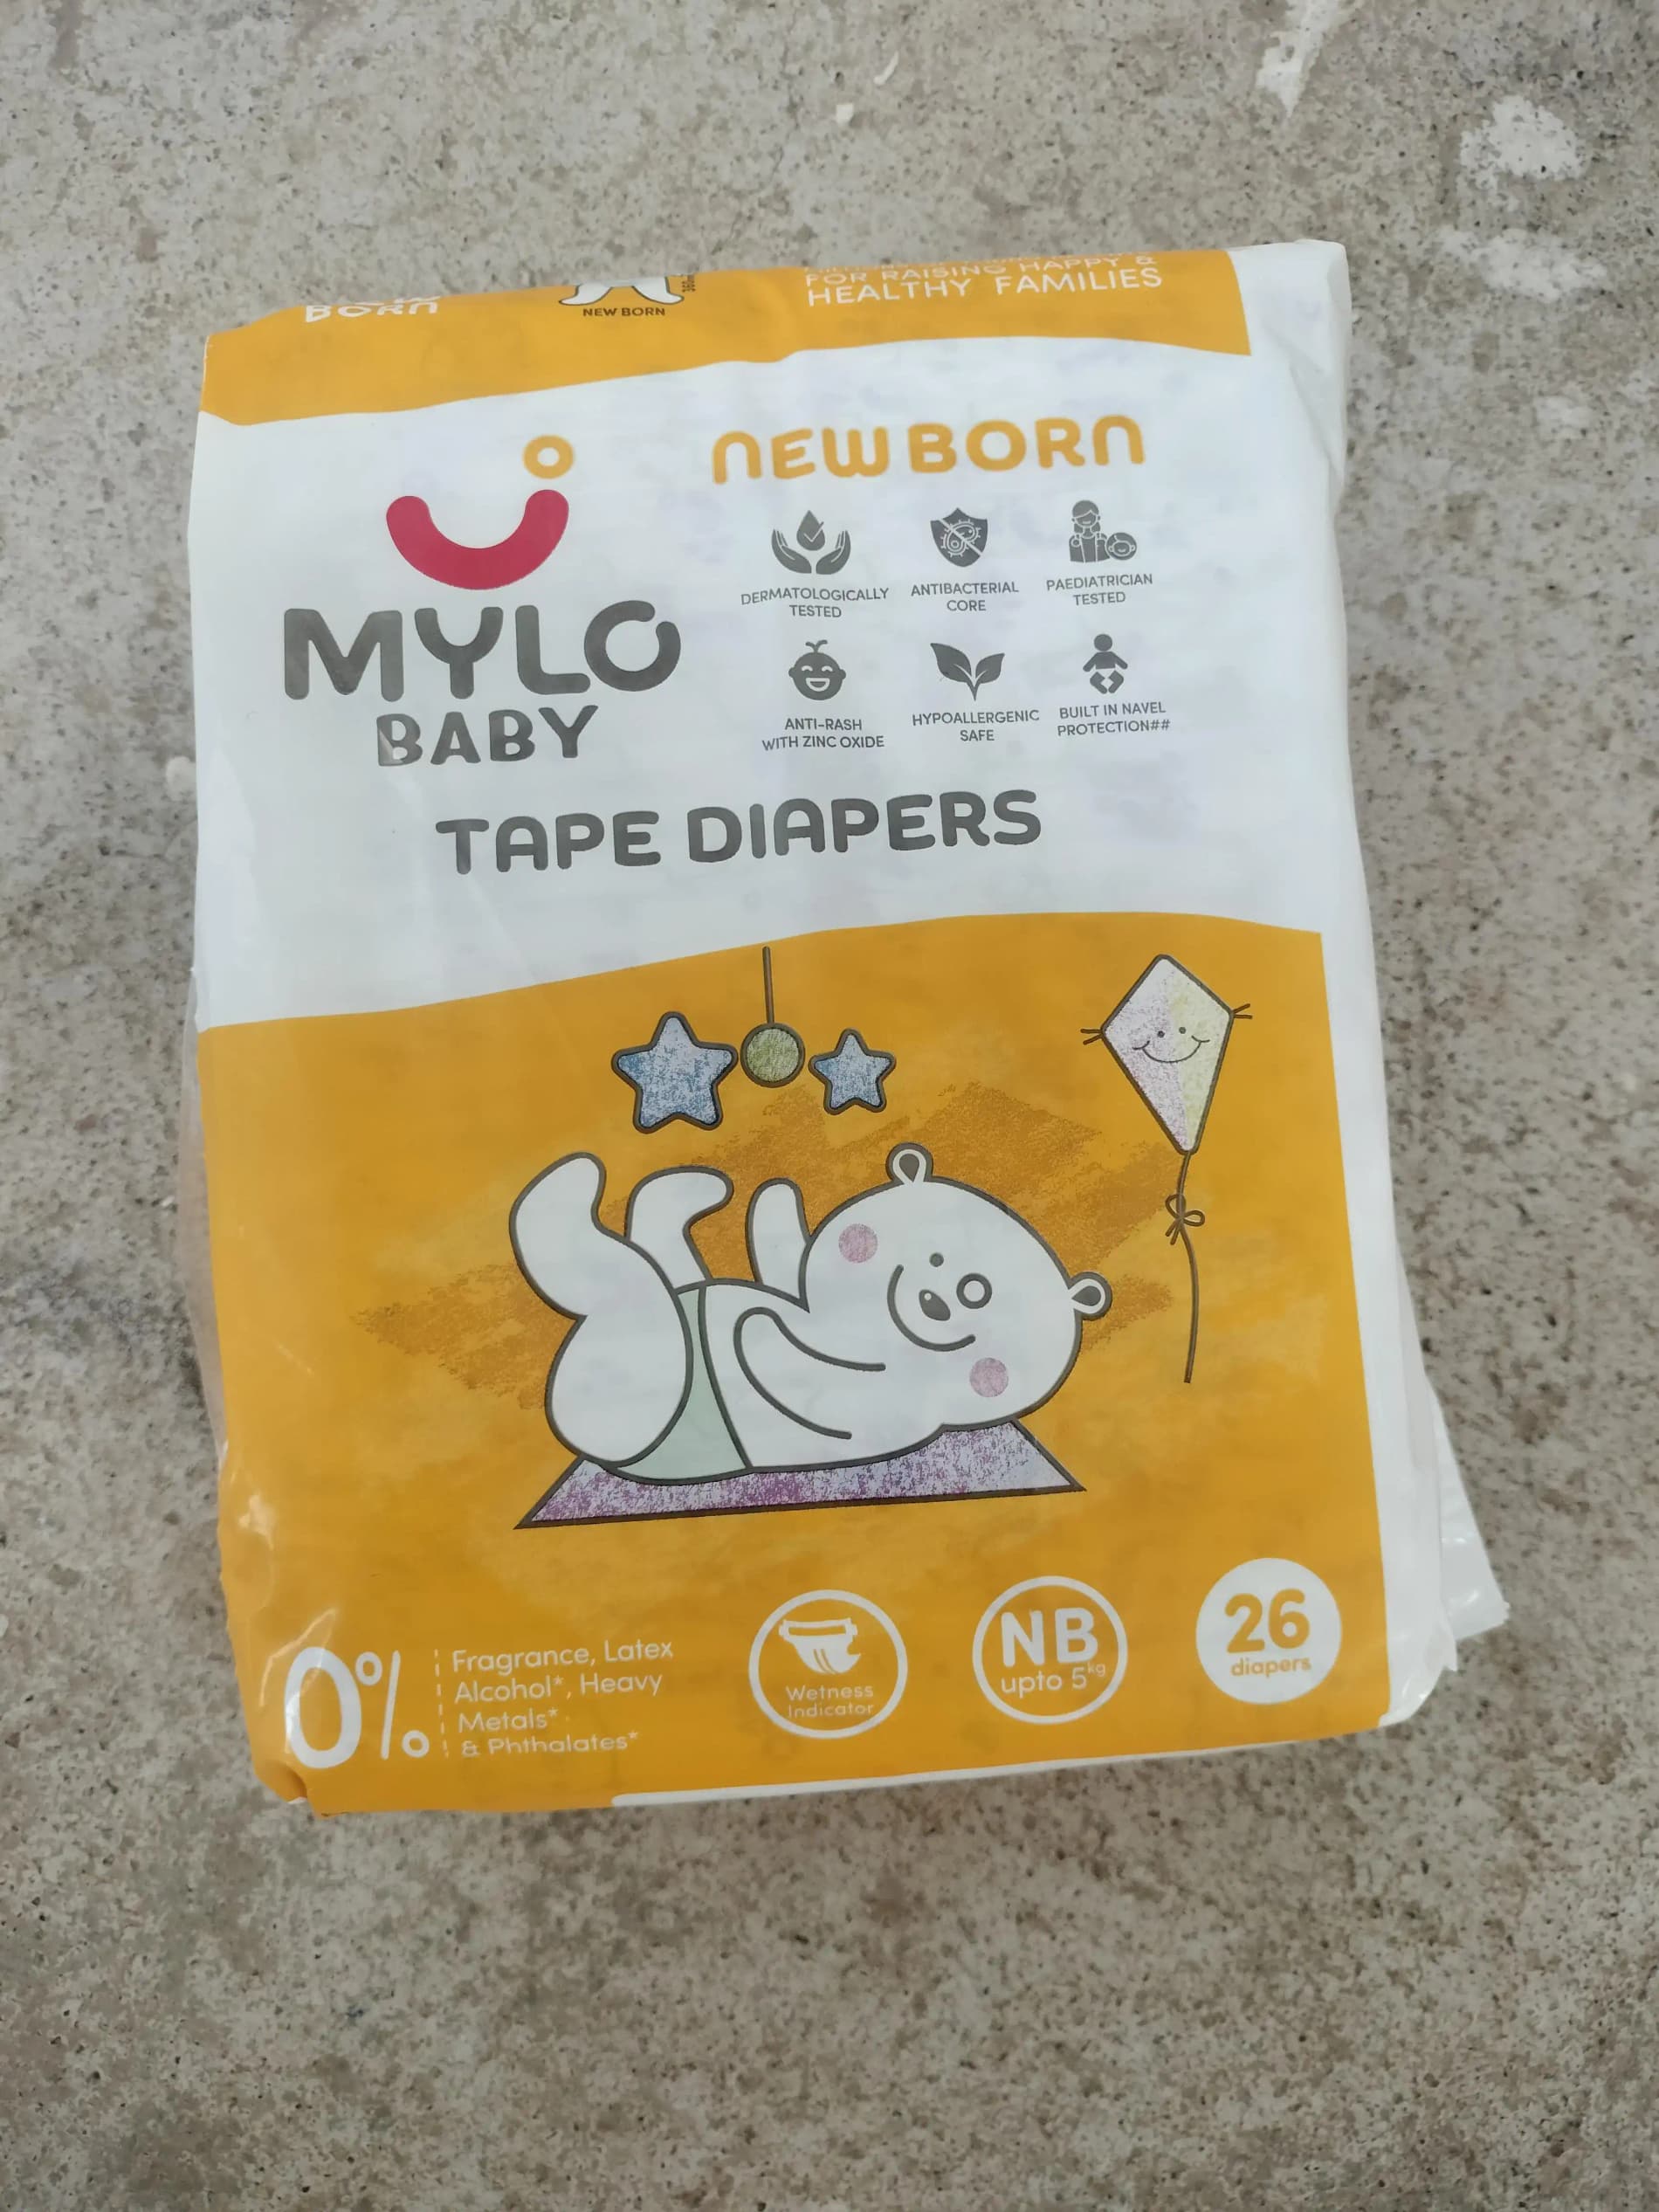 BORN
NEW BORN
FOR RAISING HAPPY &
HEALTHY FAMILIES
NEW BORN
MYLO
BABY
DERMATOLOGICALLY
TESTED
ANTIBACTERIAL
CORE
PAEDIATRICIAN
TESTED
ANTI-RASH
WITH ZINC OXIDE
HYPOALLERGENIC
SAFE
BUILT IN NAVEL
PROTECTION##
TAPE DIAPERS
0%
Fragrance, Latex
Alcohol*, Heavy
Metals*
& Phthalates*
Wetness
Indicator
NB
upto 5kg
26
diapers